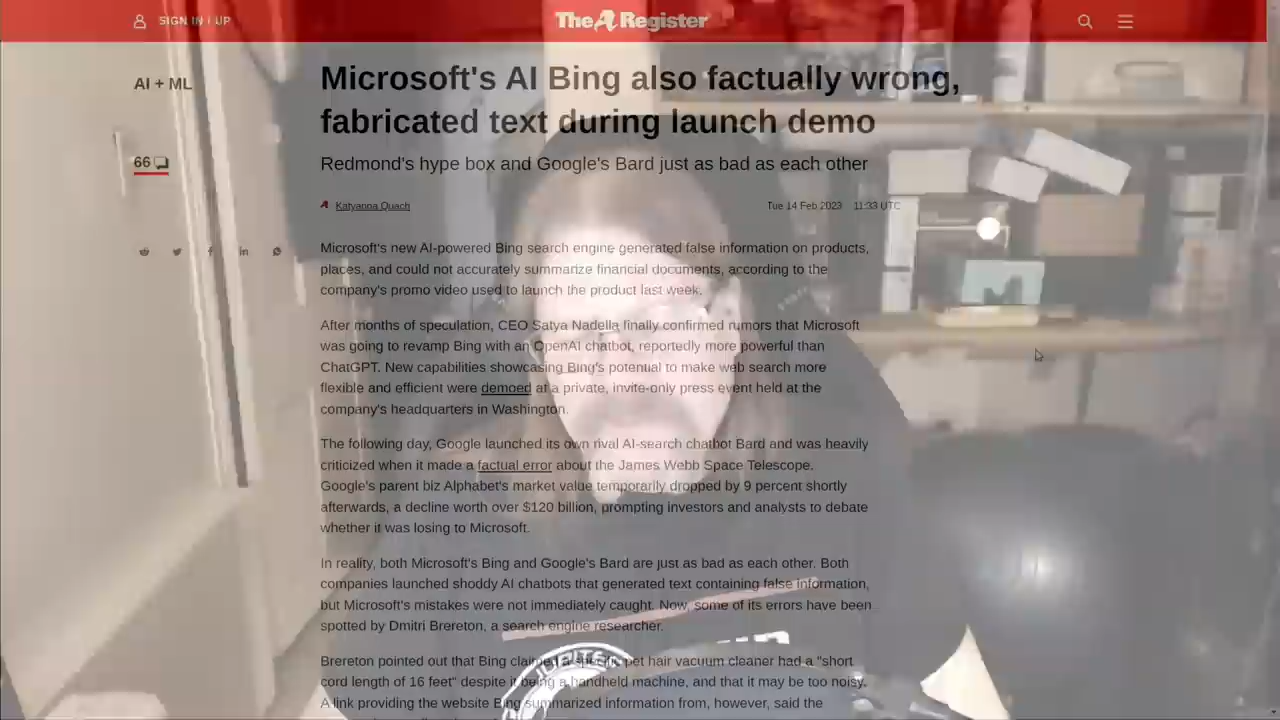 SIGN IN / UP
The Register
AI + ML
Microsoft's AI Bing also factually wrong,
fabricated text during launch demo
66
Redmond's hype box and Google's Bard just as bad as each other
Katyanna Quach
Tue 14 Feb 2023 11:33 UTC
Microsoft's new AI-powered Bing search engine generated false information on products,
places, and could not accurately summarize financial documents, according to the
company's promo video used to launch the product last week.
After months of speculation, CEO Satya Nadella finally confirmed rumors that Microsoft
was going to revamp Bing with an OpenAI chatbot, reportedly more powerful than
ChatGPT. New capabilities showcasing Bing's potential to make web search more
flexible and efficient were demoed at a private, invite-only press event held at the
company's headquarters in Washington.
The following day, Google launched its own rival AI-search chatbot Bard and was heavily
criticized when it made a factual error about the James Webb Space Telescope.
Google's parent biz Alphabet's market value temporarily dropped by 9 percent shortly
afterwards, a decline worth over $120 billion, prompting investors and analysts to debate
whether it was losing to Microsoft.
In reality, both Microsoft's Bing and Google's Bard are just as bad as each other. Both
companies launched shoddy AI chatbots that generated text containing false information,
but Microsoft's mistakes were not immediately caught. Now, some of its errors have been
spotted by Dmitri Brereton, a search engine researcher.
Brereton pointed out that Bing claimed a specific pet hair vacuum cleaner had a "short
cord length of 16 feet" despite it being a handheld machine, and that it may be too noisy.
A link providing the website Bing summarized information from, however, said the